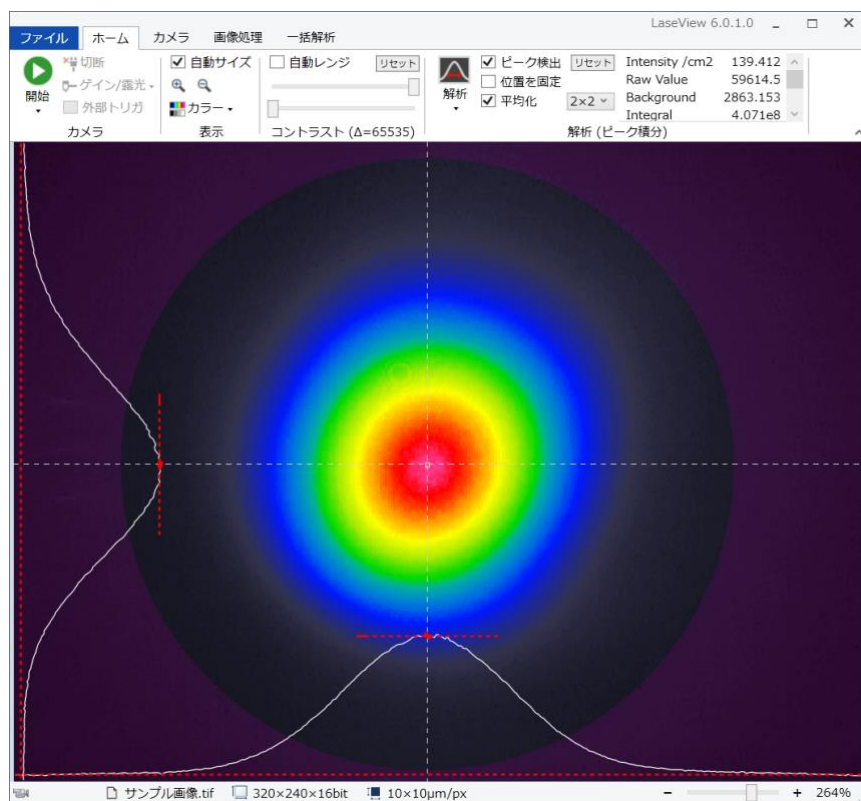 LaseView 6.0.1.0
ファイル ホーム カメラ 画像処理 一括解析
開始
切断
ゲイン/露光
外部トリガ
カメラ
自動サイズ
カラー
表示
自動レンジ リセット
コントラスト (Δ=65535)
解析
ピーク検出 リセット
位置を固定
平均化 2×2
Intensity /cm2 139.412
Raw Value 59614.5
Background 2863.153
Integral 4.071e8
解析 (ピーク積分)
サンプル画像.tif 320×240×16bit 10×10μm/px - + 264%